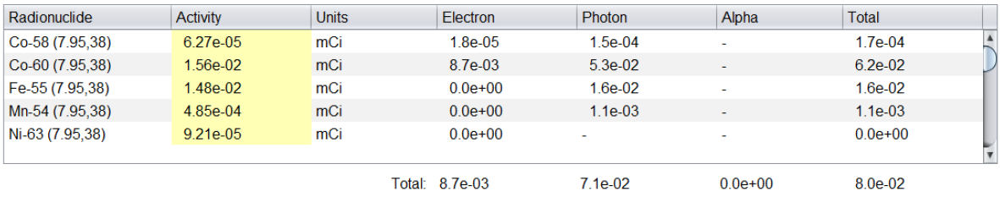 Radionuclide Activity Units Electron Photon Alpha Total
Co-58 (7.95,38) 6.27e-05 mCi 1.8e-05 1.5e-04 - 1.7e-04
Co-60 (7.95,38) 1.56e-02 mCi 8.7e-03 5.3e-02 - 6.2e-02
Fe-55 (7.95,38) 1.48e-02 mCi 0.0e+00 1.6e-02 - 1.6e-02
Mn-54 (7.95,38) 4.85e-04 mCi 0.0e+00 1.1e-03 - 1.1e-03
Ni-63 (7.95,38) 9.21e-05 mCi 0.0e+00 - - 0.0e+00
Total: 8.7e-03 7.1e-02 0.0e+00 8.0e-02